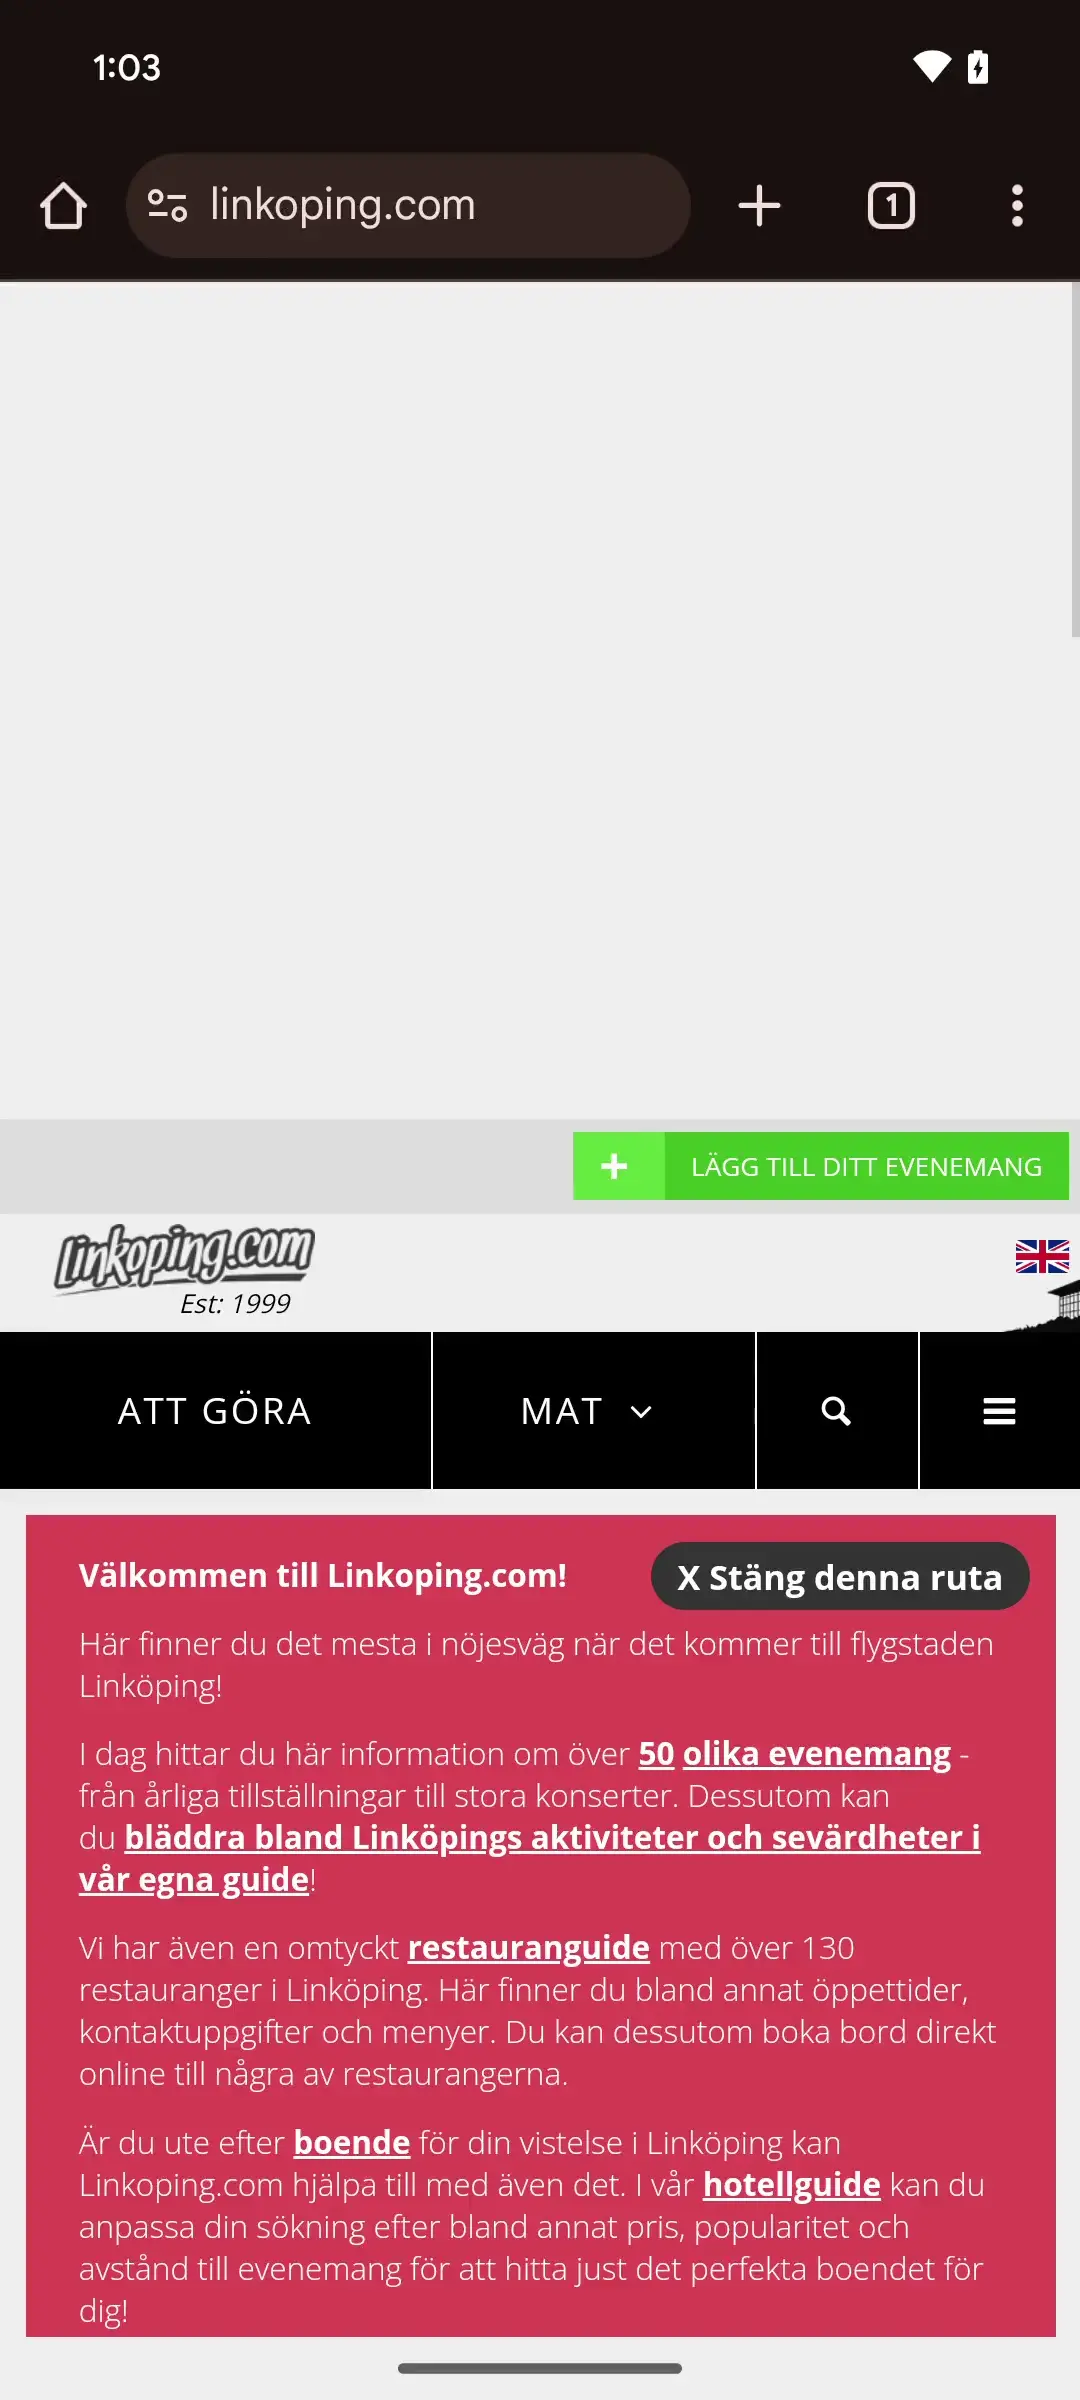 1:03
linkoping.com
1
LÄGG TILL DITT EVENEMANG
linkoping.com
Est: 1999
ATT GÖRA
MAT
Välkommen till Linkoping.com!
X Stäng denna ruta
Här finner du det mesta i nöjesväg när det kommer till flygstaden
Linköping!
I dag hittar du här information om över 50 olika evenemang -
från årliga tillställningar till stora konserter. Dessutom kan
du bläddra bland Linköpings aktiviteter och sevärdheter i
vår egna guide!
Vi har även en omtyckt restauranguide med över 130
restauranger i Linköping. Här finner du bland annat öppettider,
kontaktuppgifter och menyer. Du kan dessutom boka bord direkt
online till några av restaurangerna.
Är du ute efter boende för din vistelse i Linköping kan
Linkoping.com hjälpa till med även det. I vår hotellguide kan du
anpassa din sökning efter bland annat pris, popularitet och
avstånd till evenemang för att hitta just det perfekta boendet för
dig!